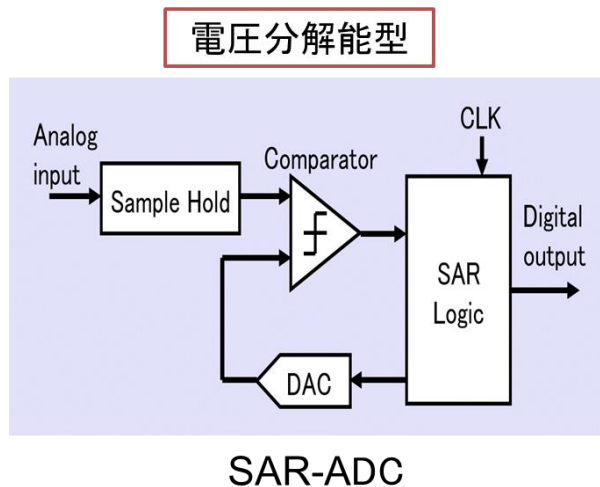 電圧分解能型
Analog
input
Sample Hold
Comparator
CLK
SAR
Logic
Digital
output
DAC
SAR-ADC